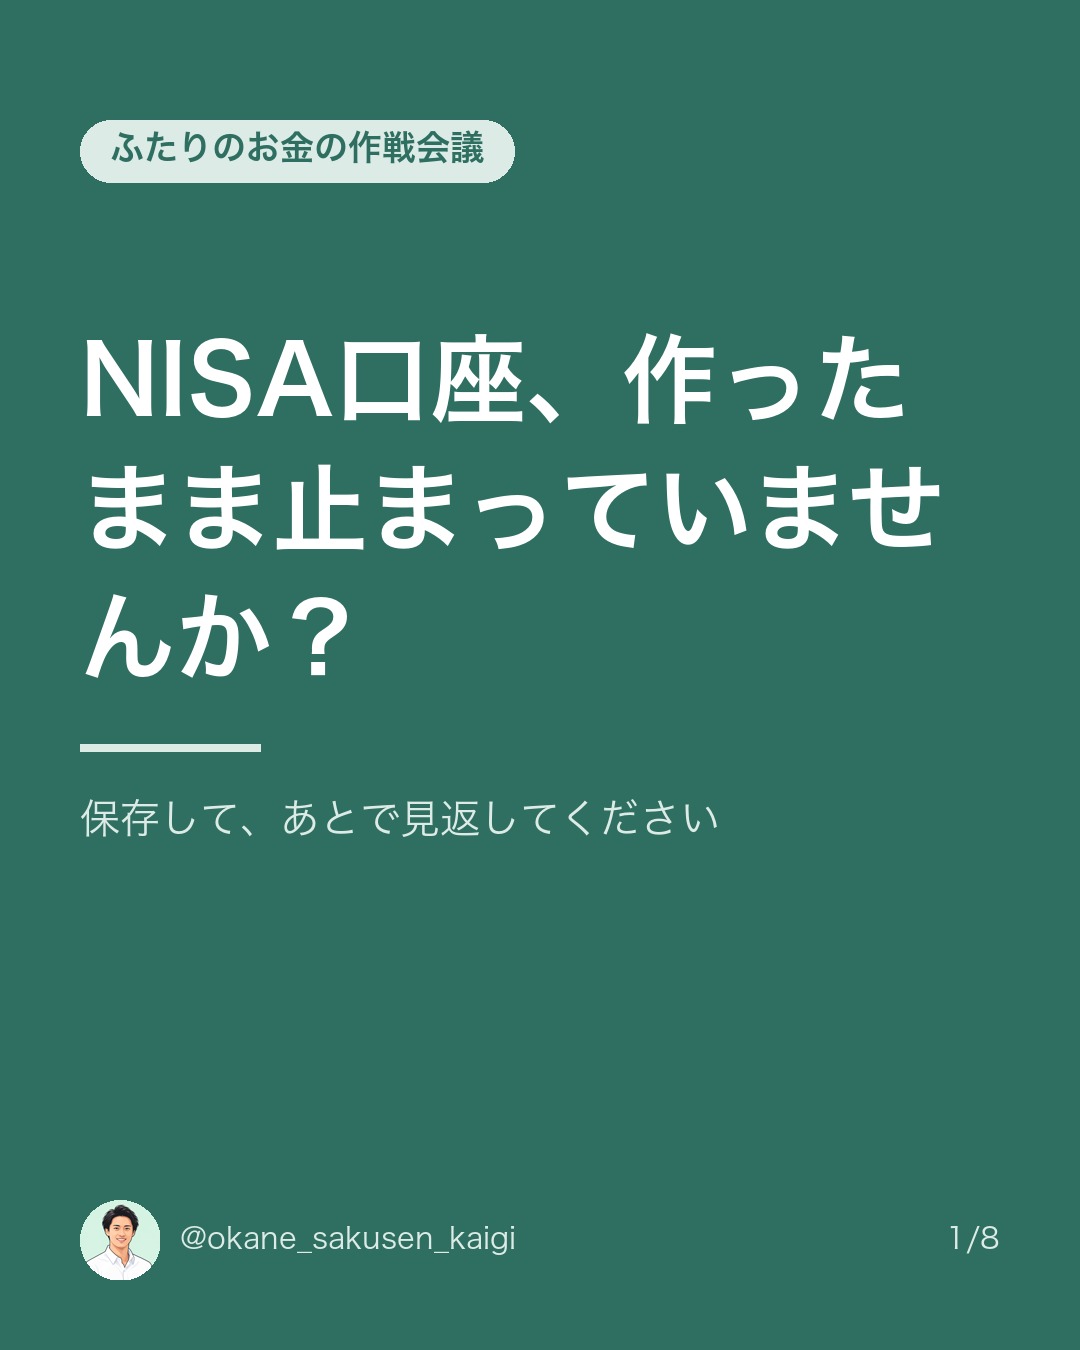 ふたりのお金の作戦会議
NISA口座、作った
まま止まっていませ
んか？
保存して、あとで見返してください
@okane_sakusen_kaigi
1/8